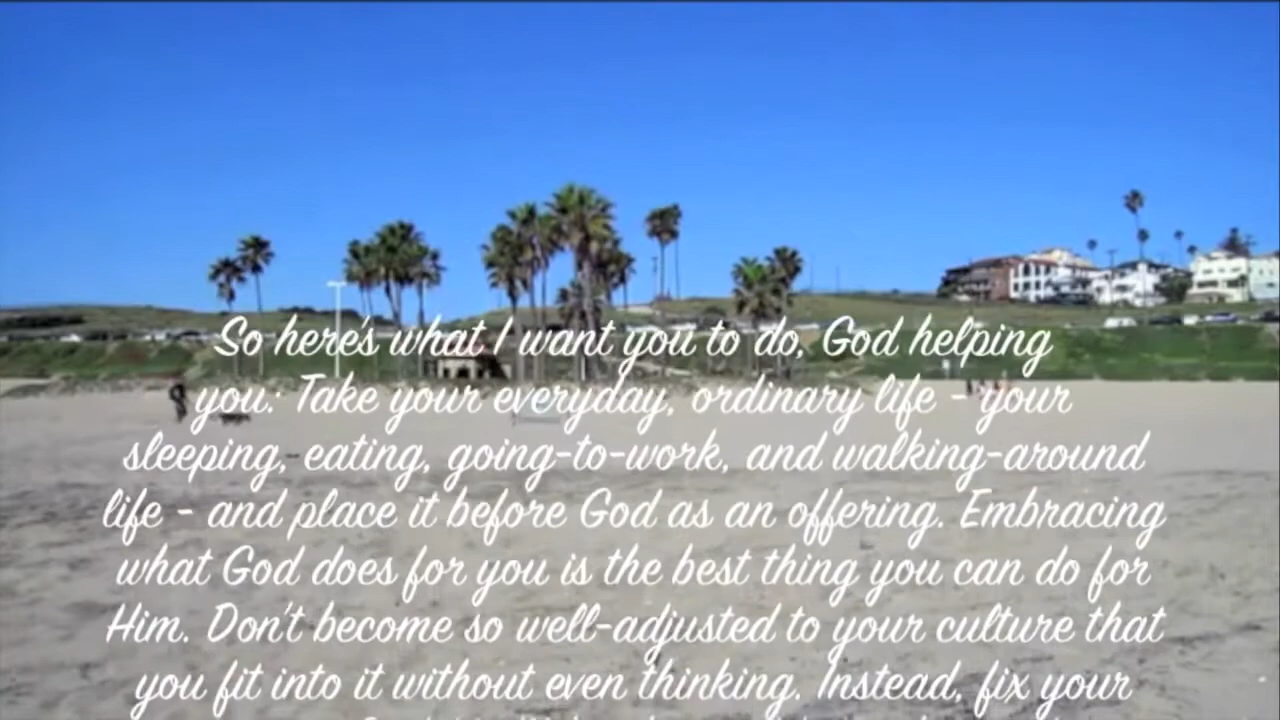 So here's what I want you to do, God helping
you: Take your everyday, ordinary life - your
sleeping, eating, going-to-work, and walking-around
life - and place it before God as an offering. Embracing
what God does for you is the best thing you can do for
Him. Don't become so well-adjusted to your culture that
you fit into it without even thinking. Instead, fix your